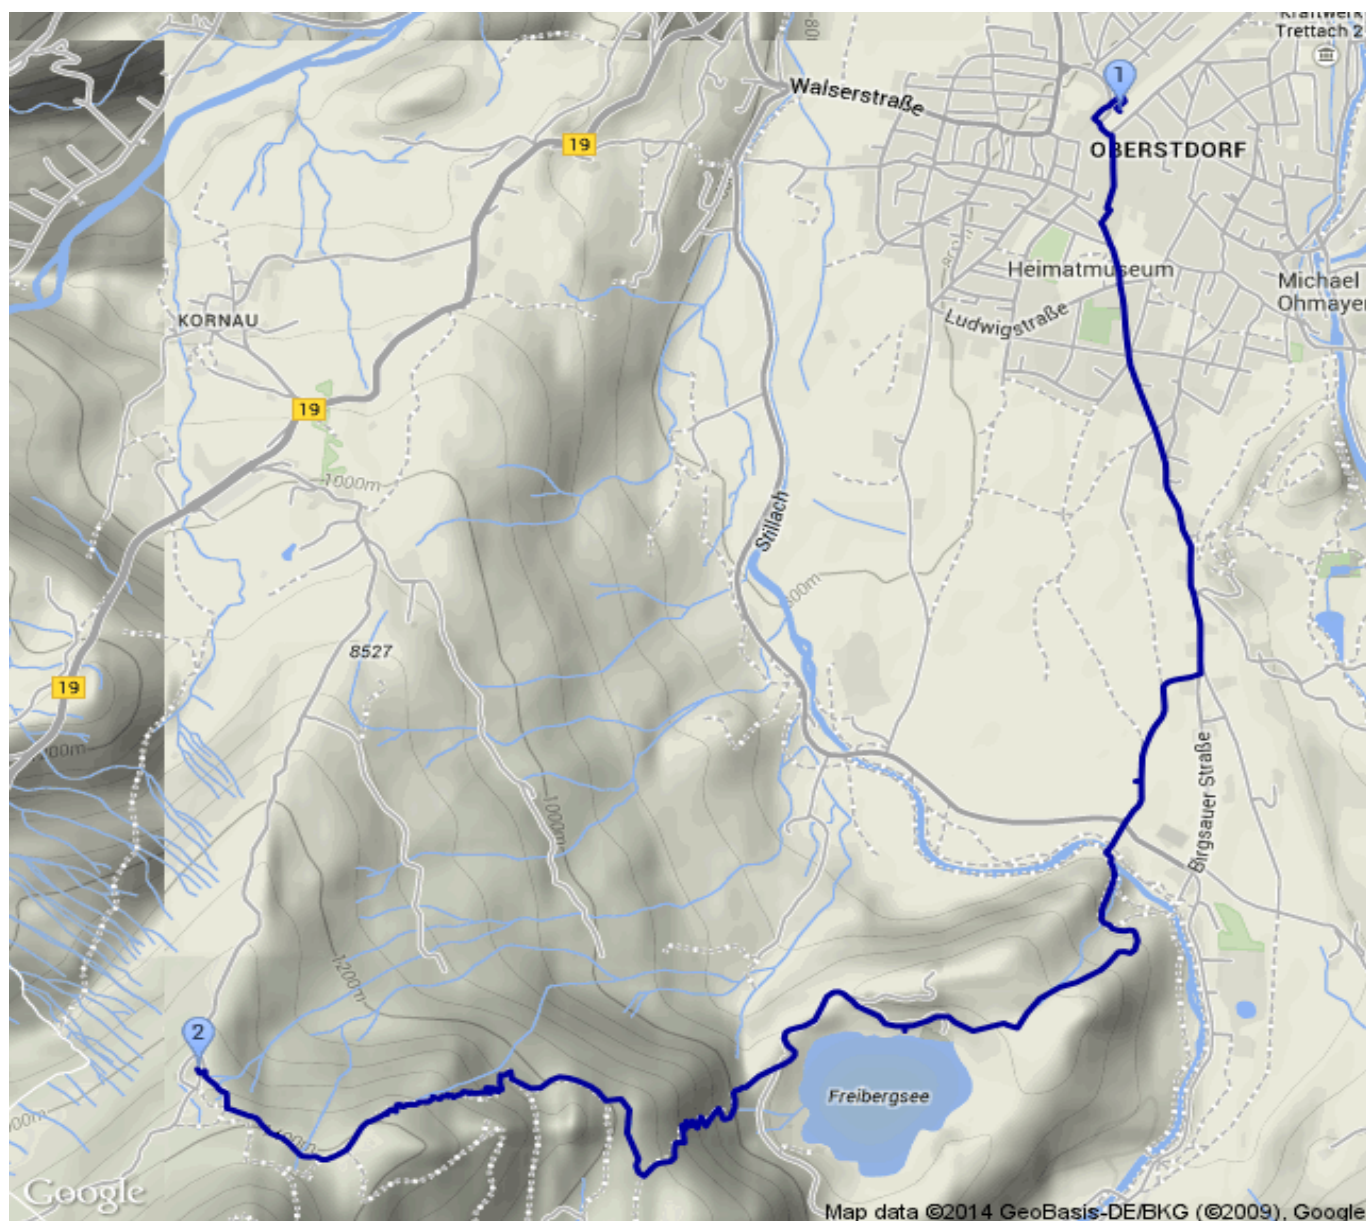 Kraftwerk
Trettach 2
1
Walserstraße
19
OBERSTDORF
Heimatmuseum
Michael
Ohmayer
KORNAU
Ludwigstraße
19
1000m
Stillach
8527
19
1000m
Birgsauer Straße
1200m
2
Freibergsee
Google
Map data ©2014 GeoBasis-DE/BKG (©2009), Google